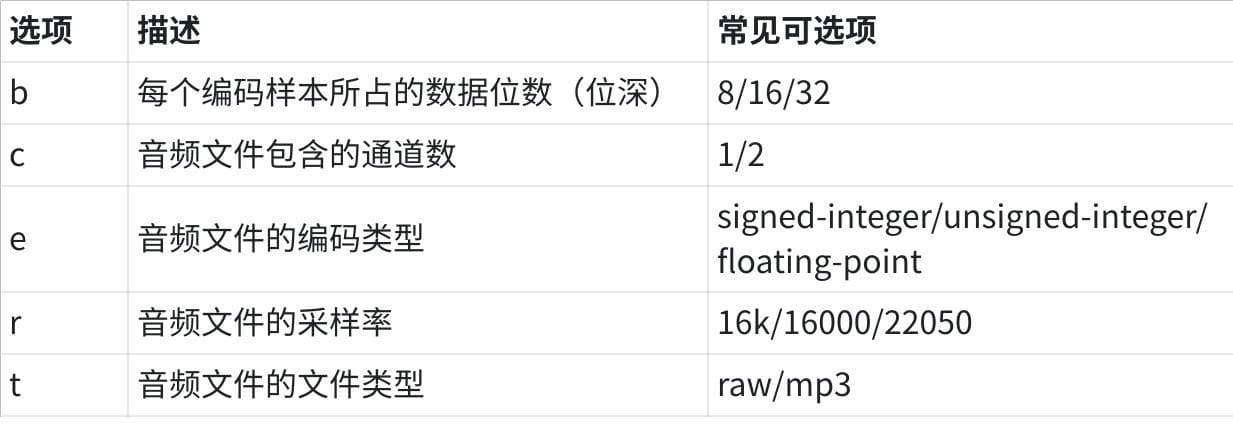 选项 描述 常见可选项
b 每个编码样本所占的数据位数（位深） 8/16/32
c 音频文件包含的通道数 1/2
e 音频文件的编码类型 signed-integer/unsigned-integer/
floating-point
r 音频文件的采样率 16k/16000/22050
t 音频文件的文件类型 raw/mp3